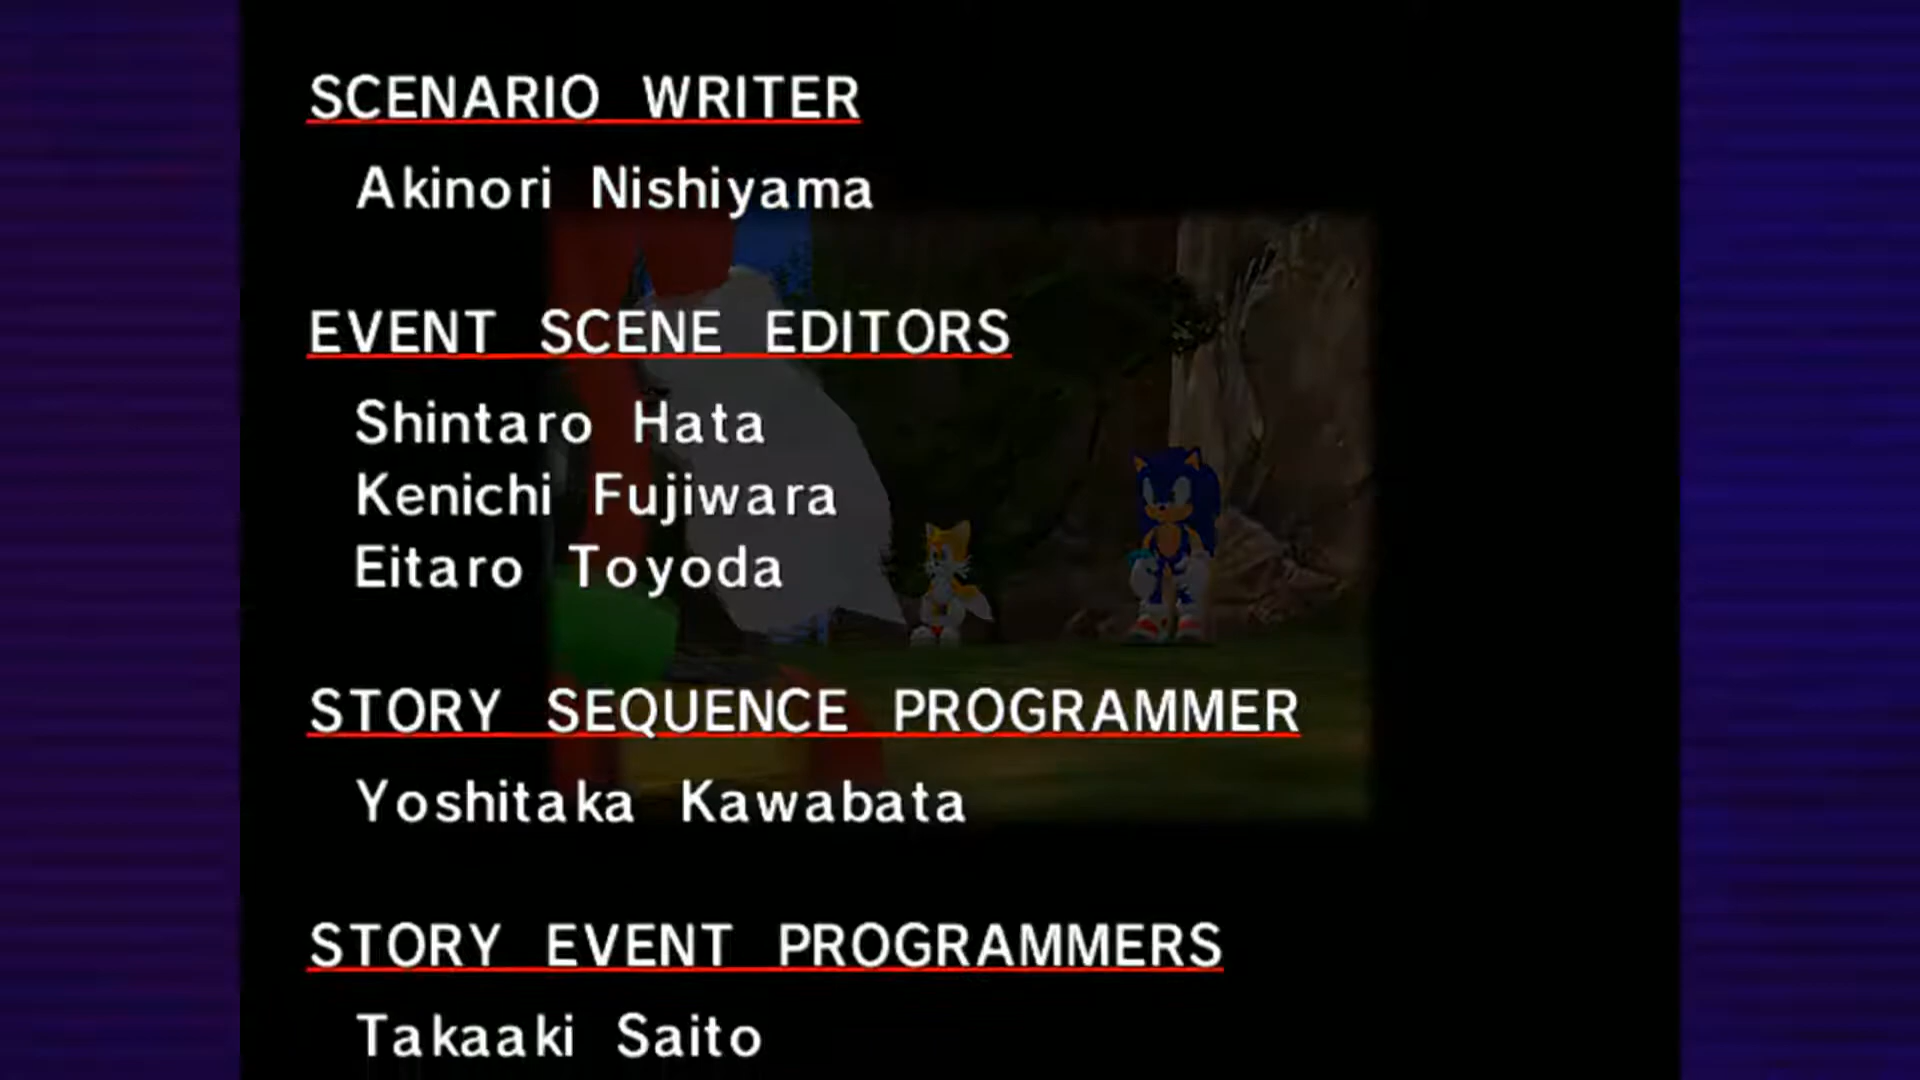 SCENARIO WRITER
Akinori Nishiyama
EVENT SCENE EDITORS
Shintaro Hata
Kenichi Fujiwara
Eitaro Toyoda
STORY SEQUENCE PROGRAMMER
Yoshitaka Kawabata
STORY EVENT PROGRAMMERS
Takaaki Saito